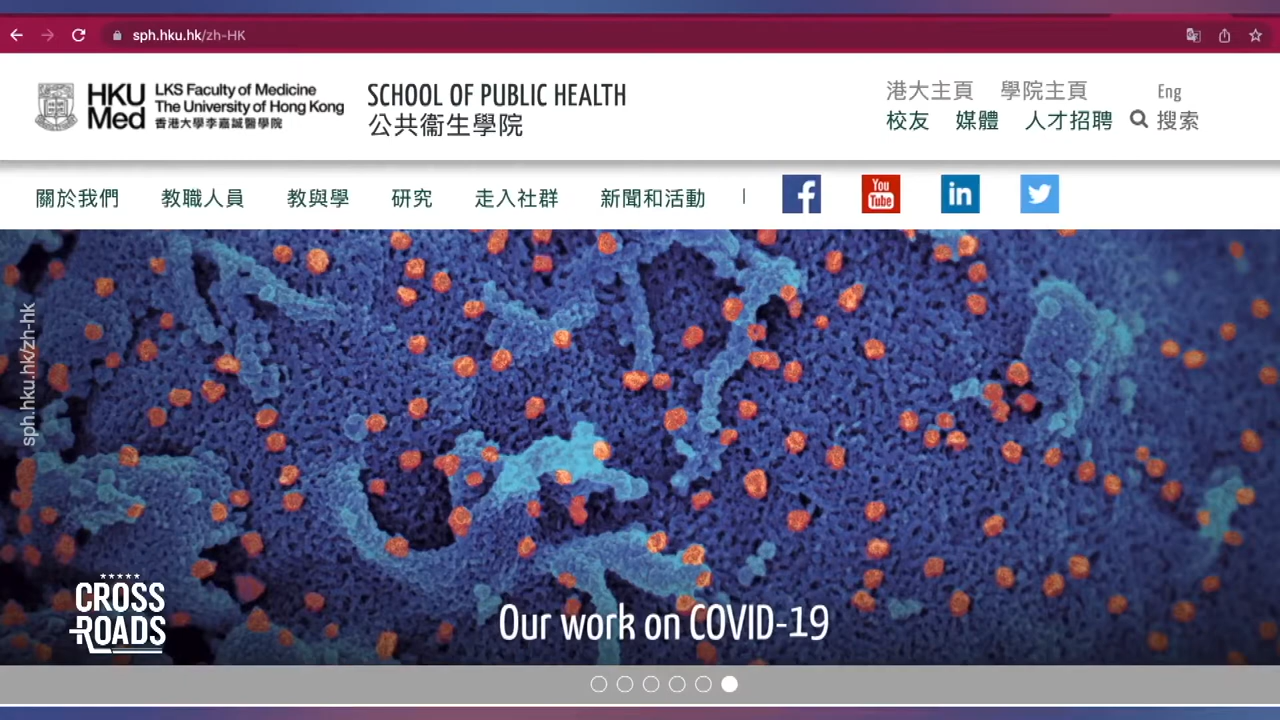 sph.hku.hk/zh-HK
HKU
Med
LKS Faculty of Medicine
The University of Hong Kong
香港大學李嘉誠醫學院
SCHOOL OF PUBLIC HEALTH
公共衞生學院
港大主頁 學院主頁 Eng
校友 媒體 人才招聘 搜索
關於我們 教職人員 教與學 研究 走入社群 新聞和活動 |
f You Tube in
sph.hku.hk/zh-hk
CROSS
ROADS
Our work on COVID-19